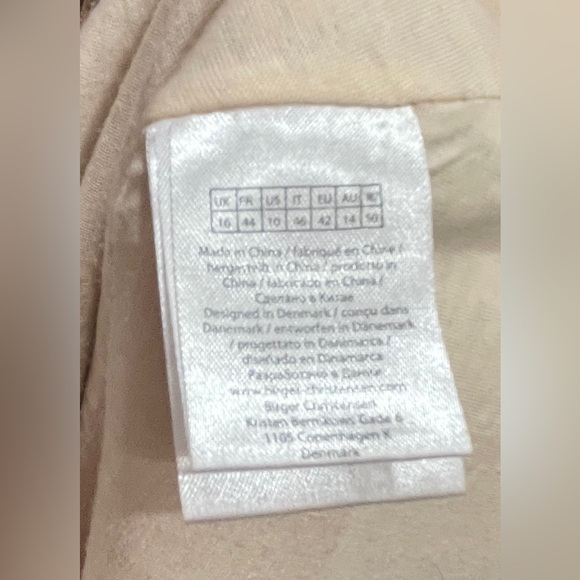 UK FR US IT EU AU RU
16 44 10 46 42 14 50
Made in China / fabriqué en Chine /
hergestellt in China / prodotto in
China / fabricado en China /
Сделано в Китае
Designed in Denmark / conçu dans
Danemark / entworfen in Dänemark
/ progettato in Danimarca /
diseñado en Dinamarca
Разработано в Дании
www.birger-christensen.com
Birger Christensen
Kristen Bernikows Gade 6
1105 Copenhagen K
Denmark